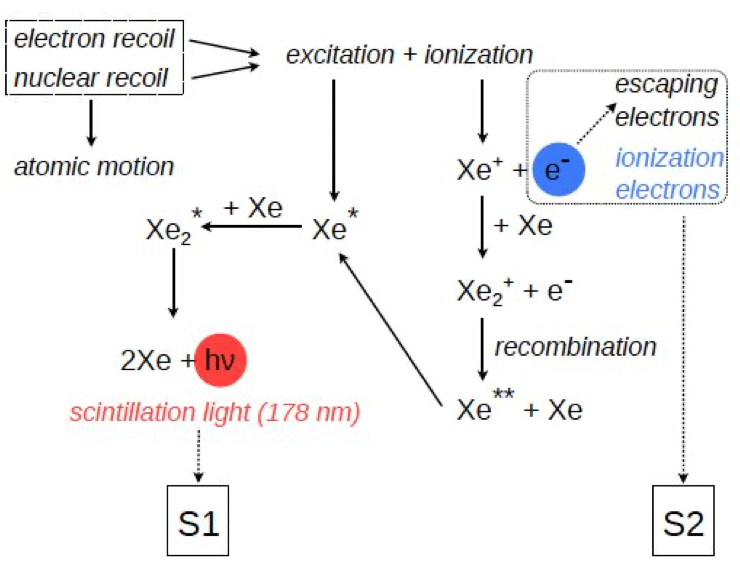 electron recoil
nuclear recoil
excitation + ionization
escaping
electrons
atomic motion
Xe⁺ + e⁻
ionization
electrons
Xe₂* + Xe Xe*
+ Xe
Xe₂⁺ + e⁻
2Xe + hν
recombination
scintillation light (178 nm)
Xe** + Xe
S1
S2